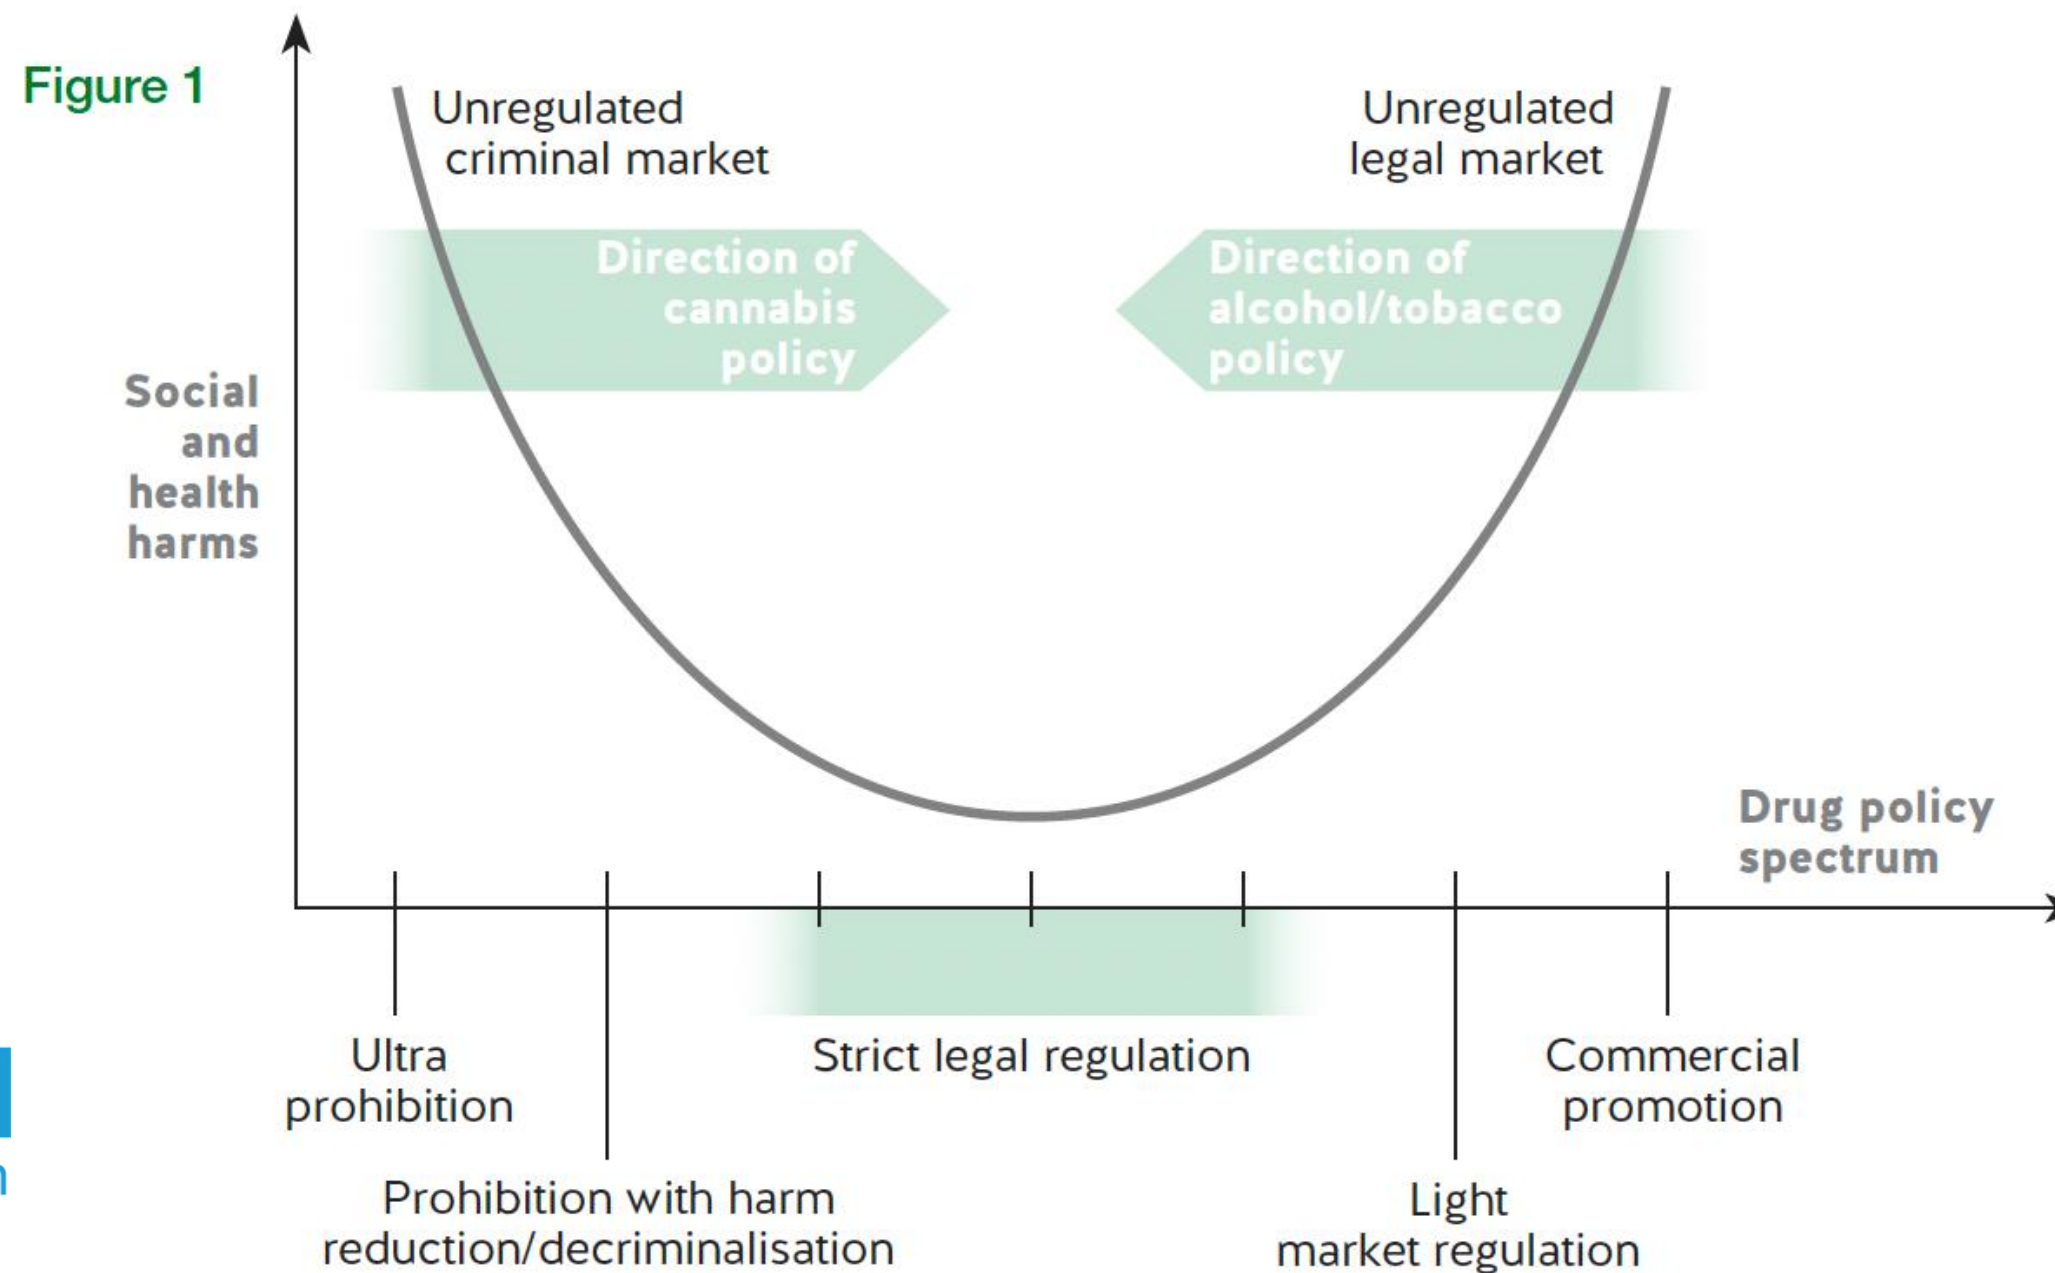 Figure 1
Unregulated
criminal market
Unregulated
legal market
Direction of
cannabis
policy
Direction of
alcohol/tobacco
policy
Social
and
health
harms
Drug policy
spectrum
Ultra
prohibition
Strict legal regulation
Commercial
promotion
Prohibition with harm
reduction/decriminalisation
Light
market regulation